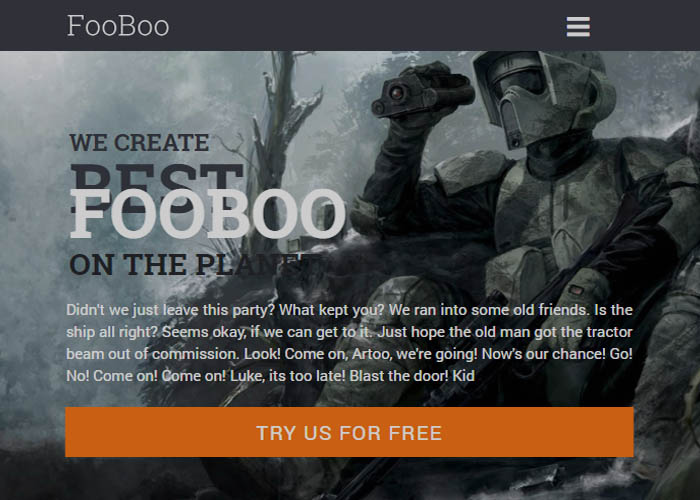 FooBoo
WE CREATE
BEST
FOOBOO
ON THE PLANET
Didn't we just leave this party? What kept you? We ran into some old friends. Is the
ship all right? Seems okay, if we can get to it. Just hope the old man got the tractor
beam out of commission. Look! Come on, Artoo, we're going! Now's our chance! Go!
No! Come on! Come on! Luke, its too late! Blast the door! Kid
TRY US FOR FREE